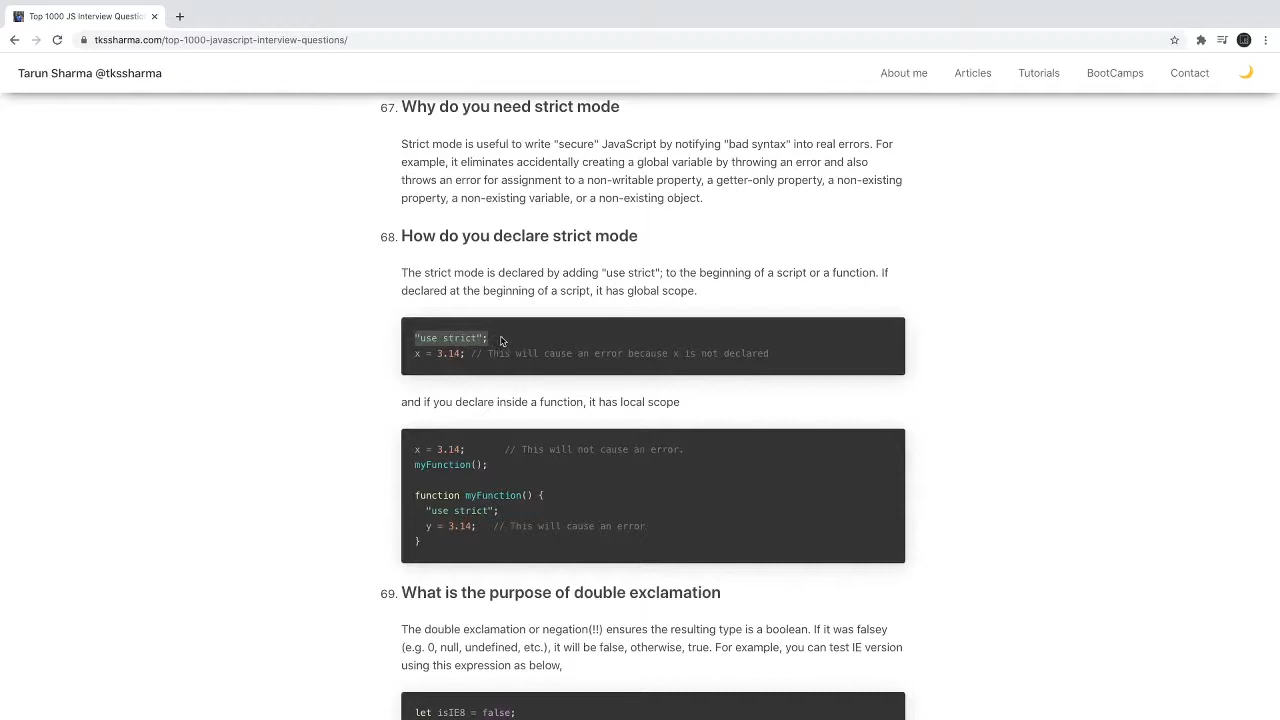 Top 1000 JS Interview Questio
tkssharma.com/top-1000-javascript-interview-questions/
Tarun Sharma @tkssharma
About me
Articles
Tutorials
BootCamps
Contact
67. Why do you need strict mode
Strict mode is useful to write "secure" JavaScript by notifying "bad syntax" into real errors. For
example, it eliminates accidentally creating a global variable by throwing an error and also
throws an error for assignment to a non-writable property, a getter-only property, a non-existing
property, a non-existing variable, or a non-existing object.
68. How do you declare strict mode
The strict mode is declared by adding "use strict"; to the beginning of a script or a function. If
declared at the beginning of a script, it has global scope.
"use strict";
x = 3.14; // This will cause an error because x is not declared
and if you declare inside a function, it has local scope
x = 3.14;       // This will not cause an error.
myFunction();
function myFunction() {
  "use strict";
  y = 3.14;   // This will cause an error
}
69. What is the purpose of double exclamation
The double exclamation or negation(!!) ensures the resulting type is a boolean. If it was falsey
(e.g. 0, null, undefined, etc.), it will be false, otherwise, true. For example, you can test IE version
using this expression as below,
let isIE8 = false;